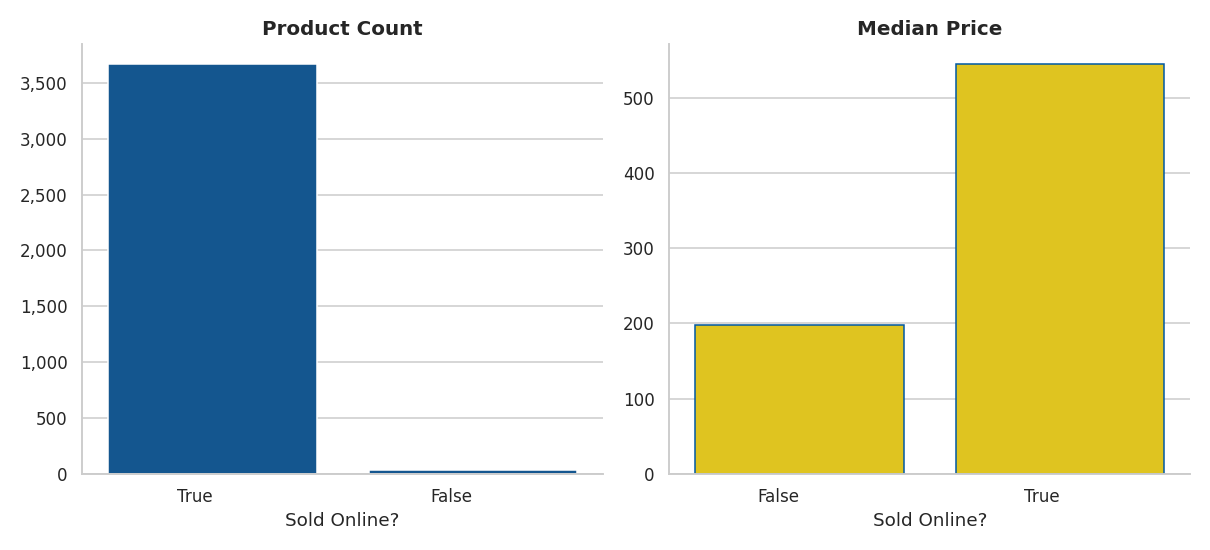 Product Count
3,500
3,000
2,500
2,000
1,500
1,000
500
0
True False
Sold Online?
Median Price
500
400
300
200
100
0
False True
Sold Online?